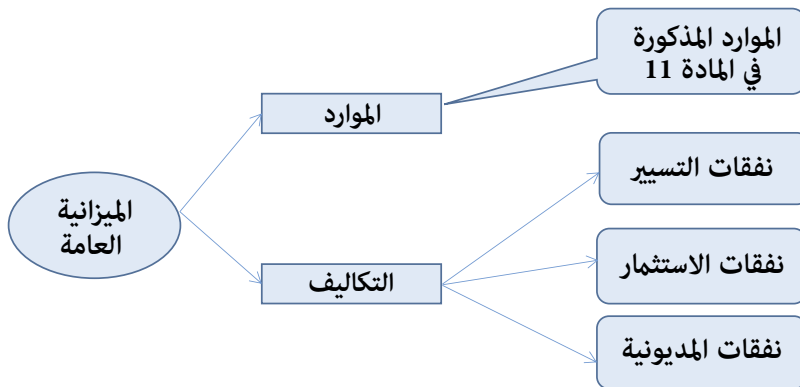 الموارد المذكورة
في المادة 11
الموارد
نفقات التسيير
الميزانية
العامة
نفقات الاستثمار
التكاليف
نفقات المديونية